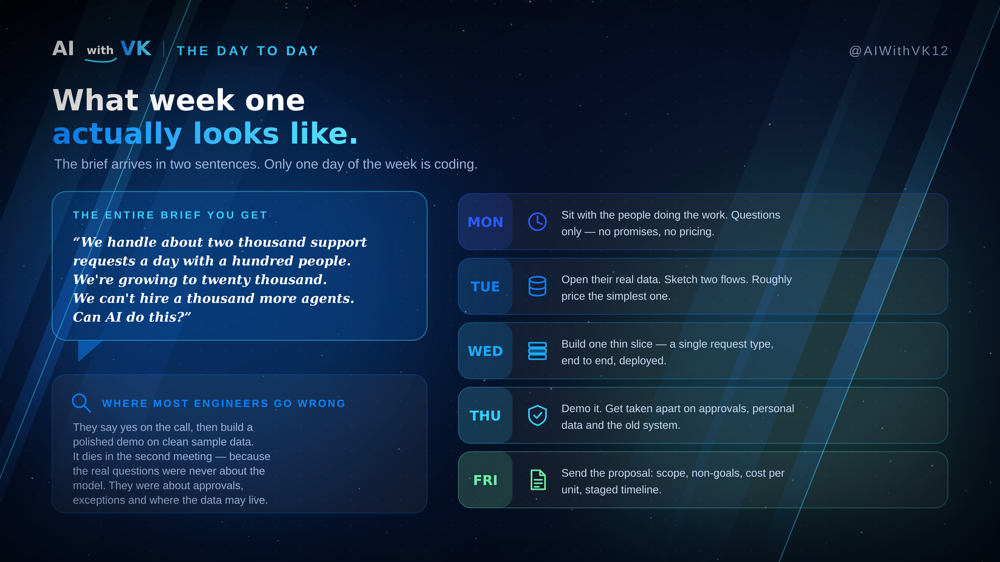 AI with VK | THE DAY TO DAY
@AIWithVK12
What week one
actually looks like.
The brief arrives in two sentences. Only one day of the week is coding.
THE ENTIRE BRIEF YOU GET
“We handle about two thousand support
requests a day with a hundred people.
We're growing to twenty thousand.
We can't hire a thousand more agents.
Can AI do this?”
WHERE MOST ENGINEERS GO WRONG
They say yes on the call, then build a
polished demo on clean sample data.
It dies in the second meeting — because
the real questions were never about the
model. They were about approvals,
exceptions and where the data may live.
MON
Sit with the people doing the work. Questions
only — no promises, no pricing.
TUE
Open their real data. Sketch two flows. Roughly
price the simplest one.
WED
Build one thin slice — a single request type,
end to end, deployed.
THU
Demo it. Get taken apart on approvals, personal
data and the old system.
FRI
Send the proposal: scope, non-goals, cost per
unit, staged timeline.